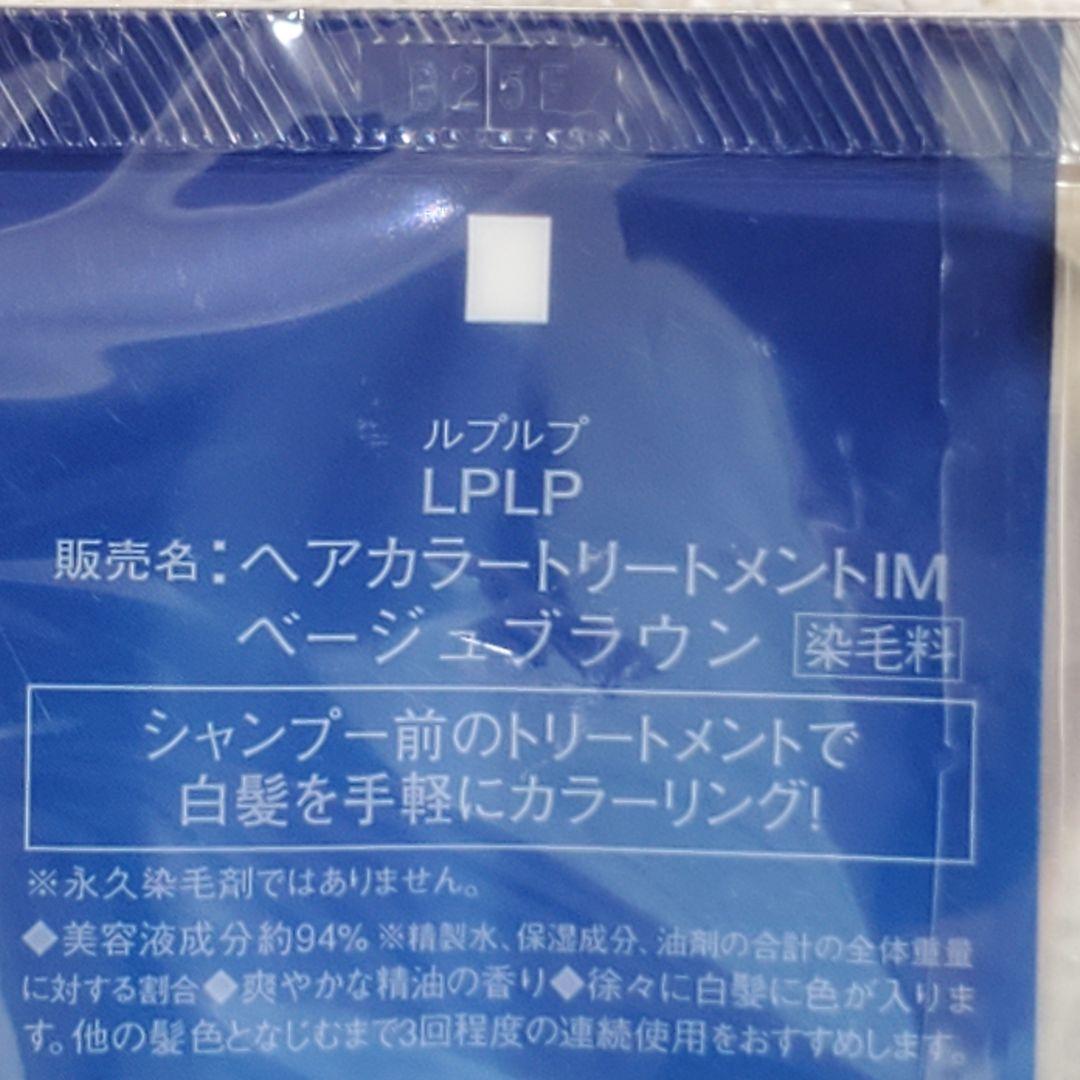 B25F
ルプルプ
LPLP
販売名：ヘアカラートリートメントIM
ベージュブラウン 染毛料
シャンプー前のトリートメントで
白髪を手軽にカラーリング!
※永久染毛剤ではありません。
◆美容液成分約94% ※精製水、保湿成分、油剤の合計の全体重量
に対する割合◆爽やかな精油の香り◆徐々に白髪に色が入りま
す。他の髪色となじむまで3回程度の連続使用をおすすめします。